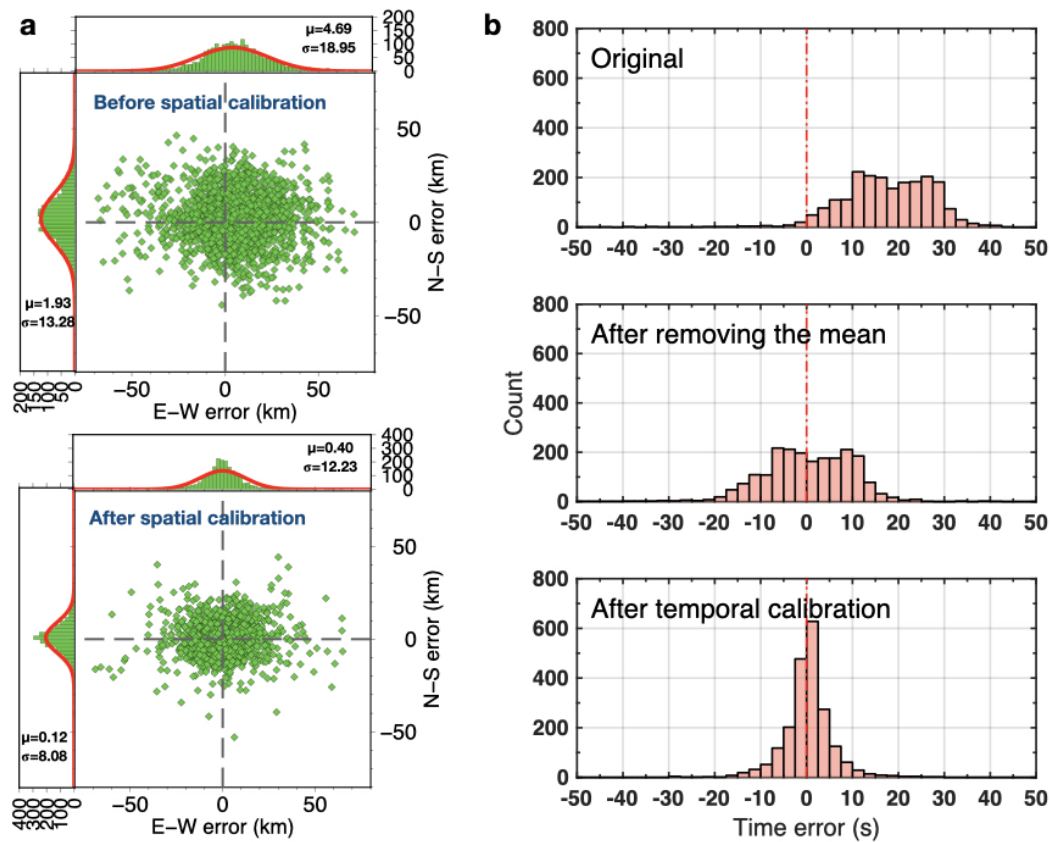 a
200
150
100
50
0
μ=4.69
σ=18.95
Before spatial calibration
50
0
−50
N−S error (km)
μ=1.93
σ=13.28
200
150
100
50
0
−50
0
50
E−W error (km)
400
300
200
100
0
μ=0.40
σ=12.23
After spatial calibration
50
0
−50
N−S error (km)
μ=0.12
σ=8.08
400
300
200
100
0
−50
0
50
E−W error (km)
b
800
600
400
200
0
Original
-50 -40 -30 -20 -10 0 10 20 30 40 50
800
600
400
200
0
After removing the mean
Count
-50 -40 -30 -20 -10 0 10 20 30 40 50
800
600
400
200
0
After temporal calibration
-50 -40 -30 -20 -10 0 10 20 30 40 50
Time error (s)